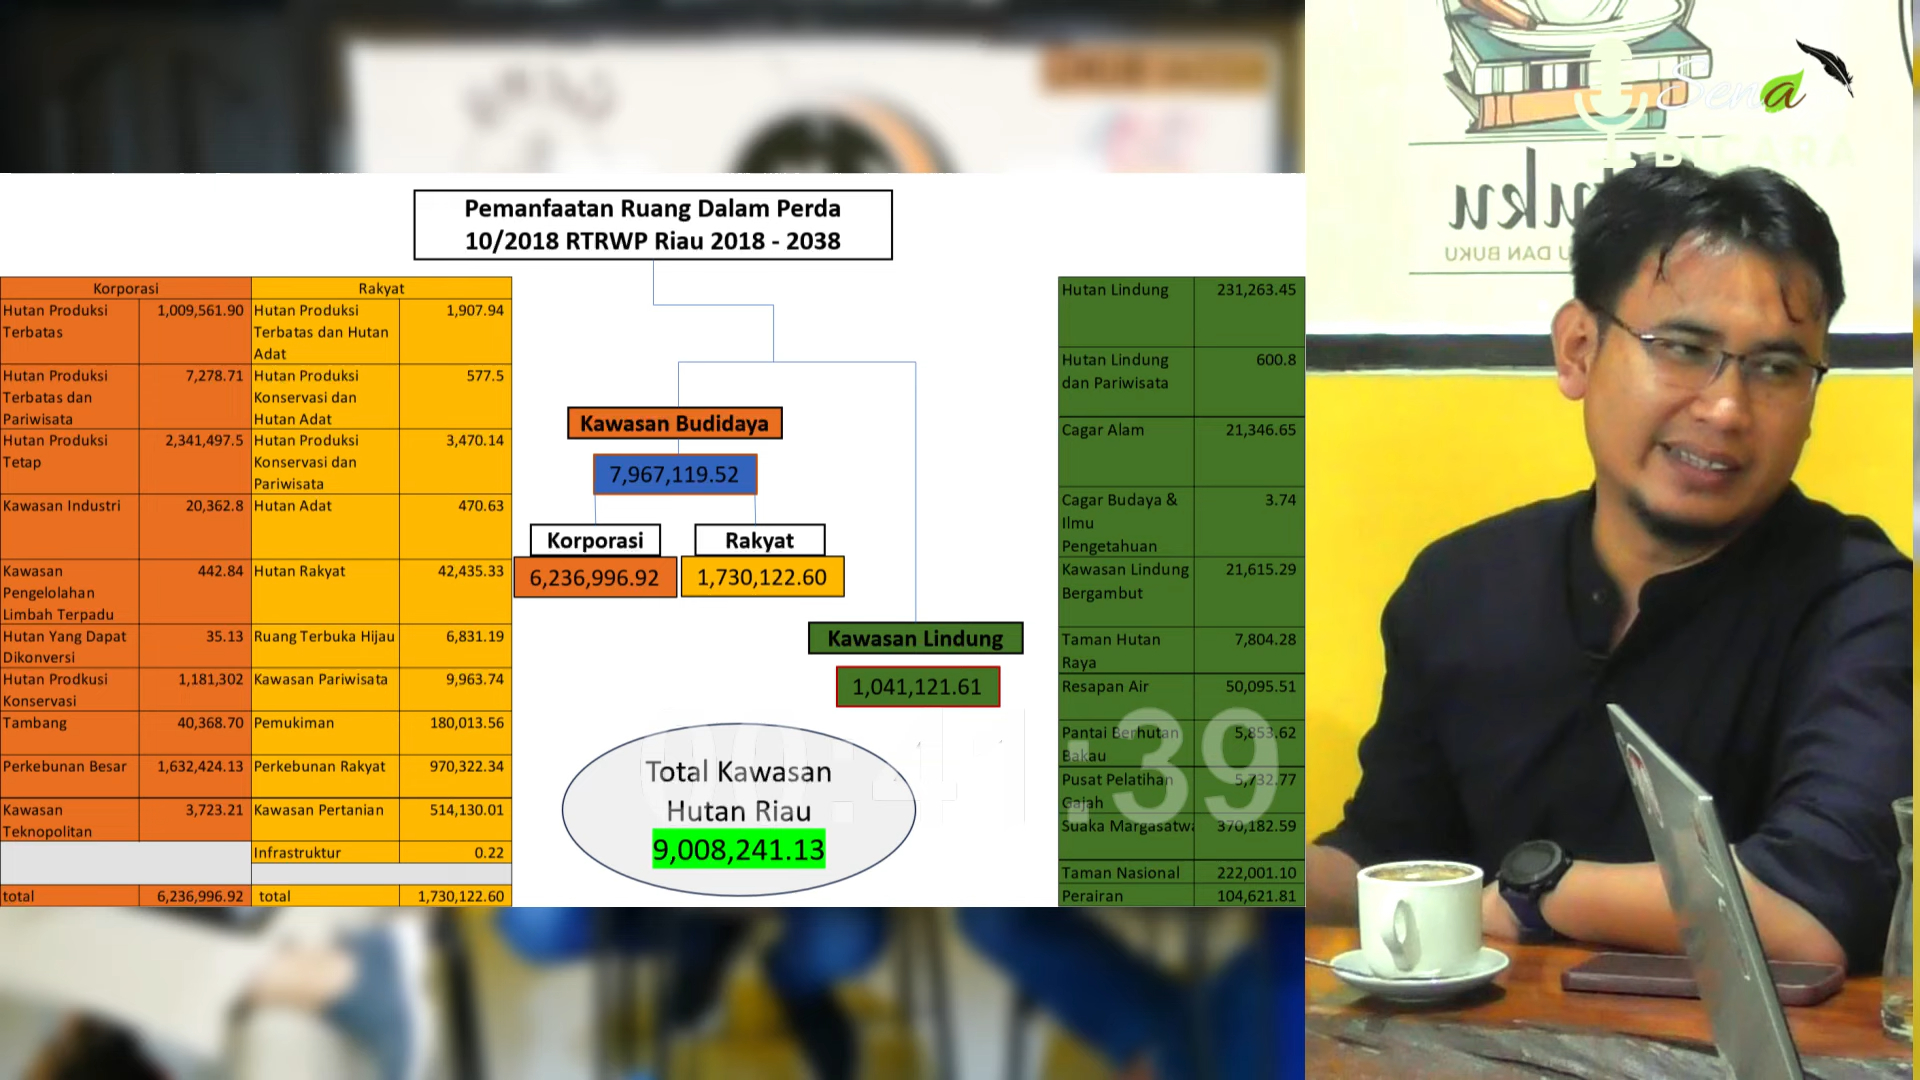 Pemanfaatan Ruang Dalam Perda
10/2018 RTRWP Riau 2018 - 2038
Korporasi
Hutan Produksi
Terbatas
1,009,561.90
Hutan Produksi
Terbatas dan
Pariwisata
7,278.71
Hutan Produksi
Tetap
2,341,497.5
Kawasan Industri
20,362.8
Kawasan
Pengelolahan
Limbah Terpadu
442.84
Hutan Yang Dapat
Dikonversi
35.13
Hutan Prodkusi
Konservasi
1,181,302
Tambang
40,368.70
Perkebunan Besar
1,632,424.13
Kawasan
Teknopolitan
3,723.21
total
6,236,996.92
Rakyat
Hutan Produksi
Terbatas dan Hutan
Adat
1,907.94
Hutan Produksi
Konservasi dan
Hutan Adat
577.5
Hutan Produksi
Konservasi dan
Pariwisata
3,470.14
Hutan Adat
470.63
Hutan Rakyat
42,435.33
Ruang Terbuka Hijau
6,831.19
Kawasan Pariwisata
9,963.74
Pemukiman
180,013.56
Perkebunan Rakyat
970,322.34
Kawasan Pertanian
514,130.01
Infrastruktur
0.22
total
1,730,122.60
Kawasan Budidaya
7,967,119.52
Korporasi
6,236,996.92
Rakyat
1,730,122.60
Kawasan Lindung
1,041,121.61
Total Kawasan
Hutan Riau
9,008,241.13
00:41:39
Hutan Lindung
231,263.45
Hutan Lindung
dan Pariwisata
600.8
Cagar Alam
21,346.65
Cagar Budaya &
Ilmu
Pengetahuan
3.74
Kawasan Lindung
Bergambut
21,615.29
Taman Hutan
Raya
7,804.28
Resapan Air
50,095.51
Pantai Berhutan
Bakau
5,853.62
Pusat Pelatihan
Gajah
5,732.77
Suaka Margasatwa
370,182.59
Taman Nasional
222,001.10
Perairan
104,621.81
Sena
BICARA
DAN BUKU